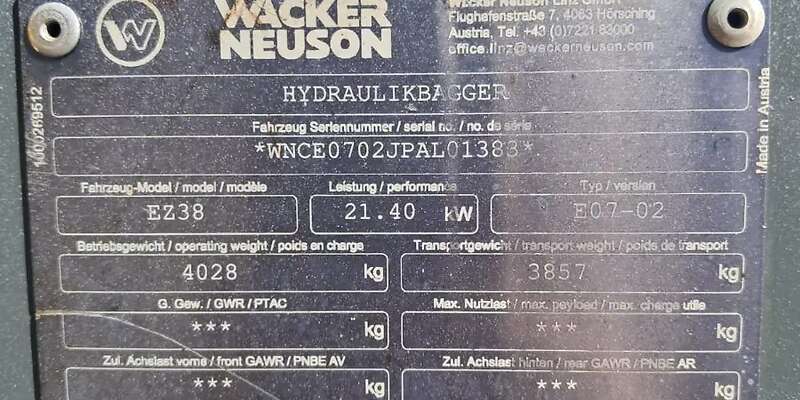 WACKER
NEUSON
Wacker Neuson Linz GmbH
Flughafenstraße 7, 4063 Hörsching
Austria, Tel. +43 (0)7221 63000
office.linz@wackerneuson.com
HYDRAULIKBAGGER
Fahrzeug Seriennummer / serial no. / no. de série
*WNCE0702JPAL01383*
Fahrzeug-Model / model / modèle
Leistung / performance
Typ / version
EZ38
21.40 kW
E07-02
Betriebsgewicht / operating weight / poids en charge
Transportgewicht / transport weight / poids de transport
4028 kg
3857 kg
G. Gew. / GWR / PTAC
Max. Nutzlast / max. payload / max. charge utile
*** kg
*** kg
Zul. Achslast vorne / front GAWR / PNBE AV
Zul. Achslast hinten / rear GAWR / PNBE AR
*** kg
*** kg
1000269512
Made in Austria